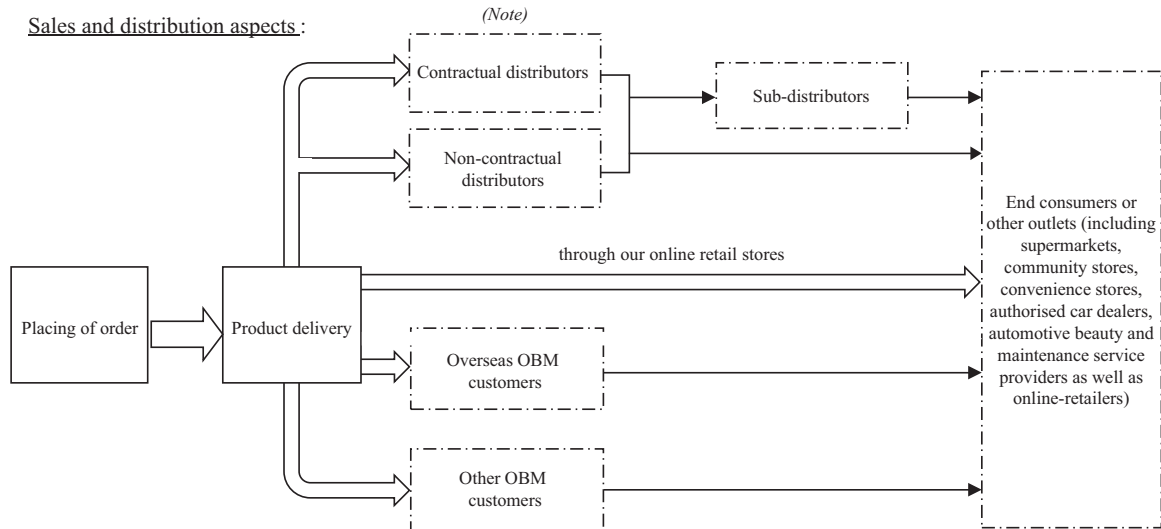 Sales and distribution aspects :
(Note)
Contractual distributors
Sub-distributors
Non-contractual
distributors
through our online retail stores
Placing of order
Product delivery
Overseas OBM
customers
Other OBM
customers
End consumers or
other outlets (including
supermarkets,
community stores,
convenience stores,
authorised car dealers,
automotive beauty and
maintenance service
providers as well as
online-retailers)